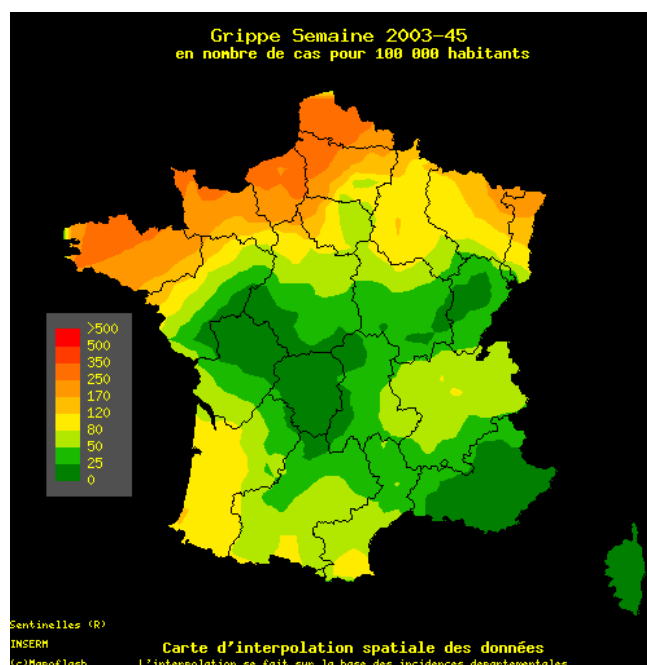 Grippe Semaine 2003-45
en nombre de cas pour 100 000 habitants
>500
500
350
250
170
120
80
50
25
0
Sentinelles (R)
INSERM
Carte d'interpolation spatiale des données
(c)Mapoflash
L'interpolation se fait sur la base des incidences departementales